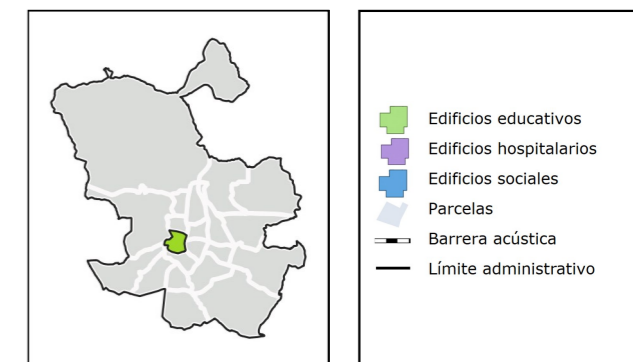 Edificios educativos
Edificios hospitalarios
Edificios sociales
Parcelas
Barrera acústica
Límite administrativo